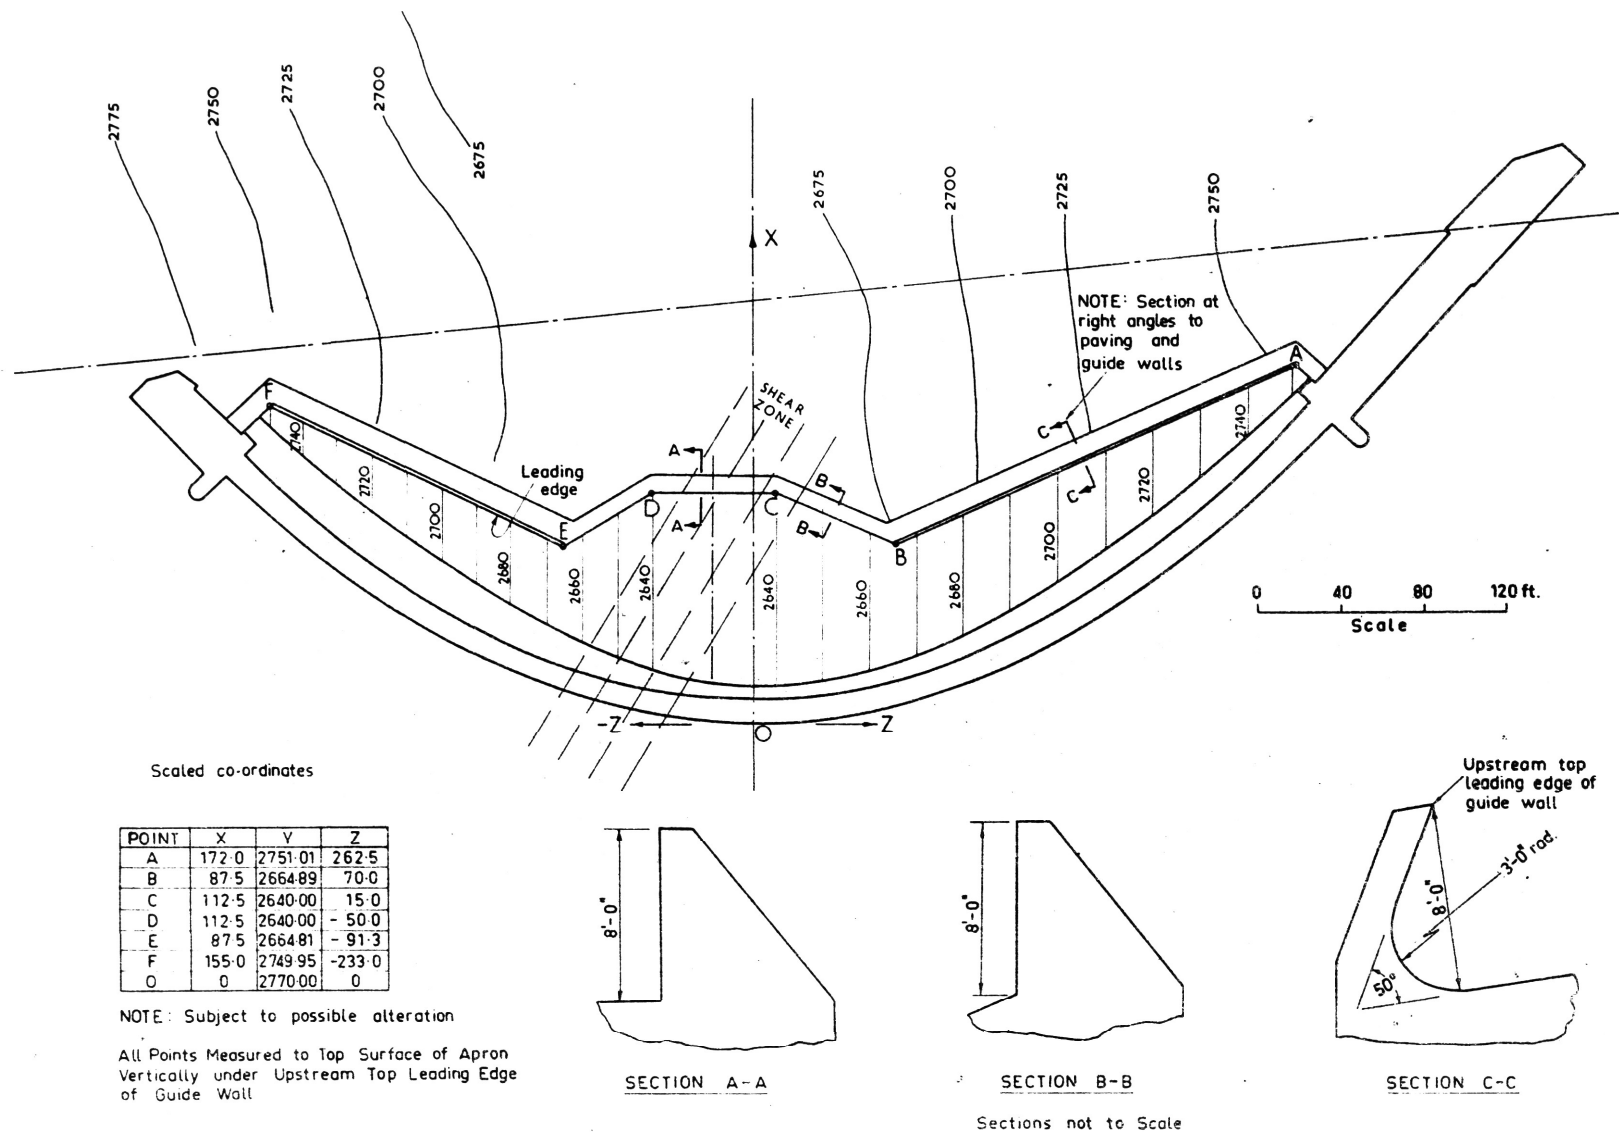 2775
2750
2725
2700
2675
2675
2700
2725
2750
X
NOTE: Section at
right angles to
paving and
guide walls
SHEAR
ZONE
F
A
2740
2720
2700
2680
2660
2640
2640
2660
2680
2700
2720
2740
Leading
edge
E
D
C
B
A
A
B
B
C
C
-Z
Z
O
0 40 80 120 ft.
Scale
Scaled co-ordinates
POINT X Y Z
A 172·0 2751·01 262·5
B 87·5 2664·89 70·0
C 112·5 2640·00 15·0
D 112·5 2640·00 - 50·0
E 87·5 2664·81 - 91·3
F 155·0 2749·95 -233·0
O 0 2770·00 0
NOTE: Subject to possible alteration
All Points Measured to Top Surface of Apron
Vertically under Upstream Top Leading Edge
of Guide Wall
8'-0"
SECTION A-A
8'-0"
SECTION B-B
Sections not to Scale
Upstream top
leading edge of
guide wall
3'-0" rad.
8'-0"
50°
SECTION C-C